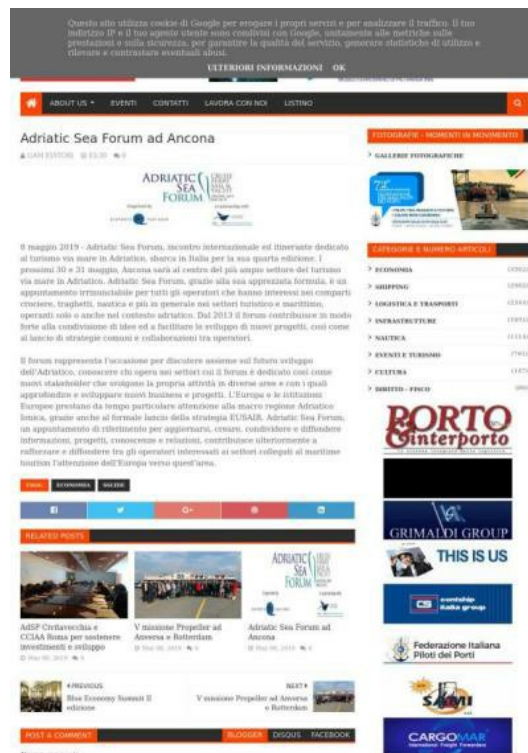 Questo sito utilizza cookie di Google per erogare i propri servizi e per analizzare il traffico. Il tuo
indirizzo IP e il tuo agente utente sono condivisi con Google, unitamente alle metriche sulle
prestazioni e sulla sicurezza, per garantire la qualità del servizio, generare statistiche di utilizzo e
rilevare e contrastare eventuali abusi.
ULTERIORI INFORMAZIONI OK
ABOUT US EVENTI CONTATTI LAVORA CON NOI LISTINO
Adriatic Sea Forum ad Ancona
ADRIATIC
SEA
FORUM
8 maggio 2019 - Adriatic Sea Forum, incontro internazionale ed itinerante dedicato
al turismo via mare in Adriatico, sbarca in Italia per la sua quarta edizione. I
prossimi 30 e 31 maggio, Ancona sarà al centro del più ampio settore del turismo
via mare in Adriatico. Adriatic Sea Forum, grazie alla sua apprezzata formula, è un
appuntamento irrinunciabile per tutti gli operatori che hanno interessi nei comparti
crociere, traghetti, nautica e più in generale nei settori turistico e marittimo,
operanti solo o anche nel contesto adriatico. Dal 2013 il forum contribuisce in modo
forte alla condivisione di idee ed a facilitare lo sviluppo di nuovi progetti, così come
al lancio di strategie comuni e collaborazioni tra operatori.
Il forum rappresenta l'occasione per discutere assieme sul futuro sviluppo
dell'Adriatico, conoscere chi opera nei settori cui il forum è dedicato così come
nuovi stakeholder che svolgono la propria attività in diverse aree e con i quali
approfondire e sviluppare nuovi business e progetti. L'Europa e le istituzioni
Europee prestano da tempo particolare attenzione alla macro regione Adriatico
Ionica, grazie anche al formale lancio della strategia EUSAIR. Adriatic Sea Forum,
un appuntamento di riferimento per aggiornarsi, creare, condividere e diffondere
informazioni, progetti, conoscenze e relazioni, contribuisce ulteriormente a
rafforzare e diffondere tra gli operatori interessati ai settori collegati al maritime
tourism l'attenzione dell'Europa verso quest'area.
TAGS ECONOMIA
RELATED POSTS
AdSP Civitavecchia e
CCIAA Roma per sostenere
investimenti e sviluppo
V missione Propeller ad
Anversa e Rotterdam
ADRIATIC
SEA
FORUM
Adriatic Sea Forum ad
Ancona
PREVIOUS
Blue Economy Summit II
edizione
NEXT
V missione Propeller ad Anversa
e Rotterdam
POST A COMMENT BLOGGER DISQUS FACEBOOK
FOTOGRAFIE - MOMENTI IN MOVIMENTO
GALLERIE FOTOGRAFICHE
CATEGORIE E NUMERO ARTICOLI
ECONOMIA
SHIPPING
LOGISTICA E TRASPORTI
INFRASTRUTTURE
NAUTICA
EVENTI E TURISMO
CULTURA
DIRITTO - FISCO
PORTO
&interporto
GRIMALDI GROUP
THIS IS US
CS contship
italia group
Federazione Italiana
Piloti dei Porti
SAMI
CARGOMAR
International Freight Forwarders